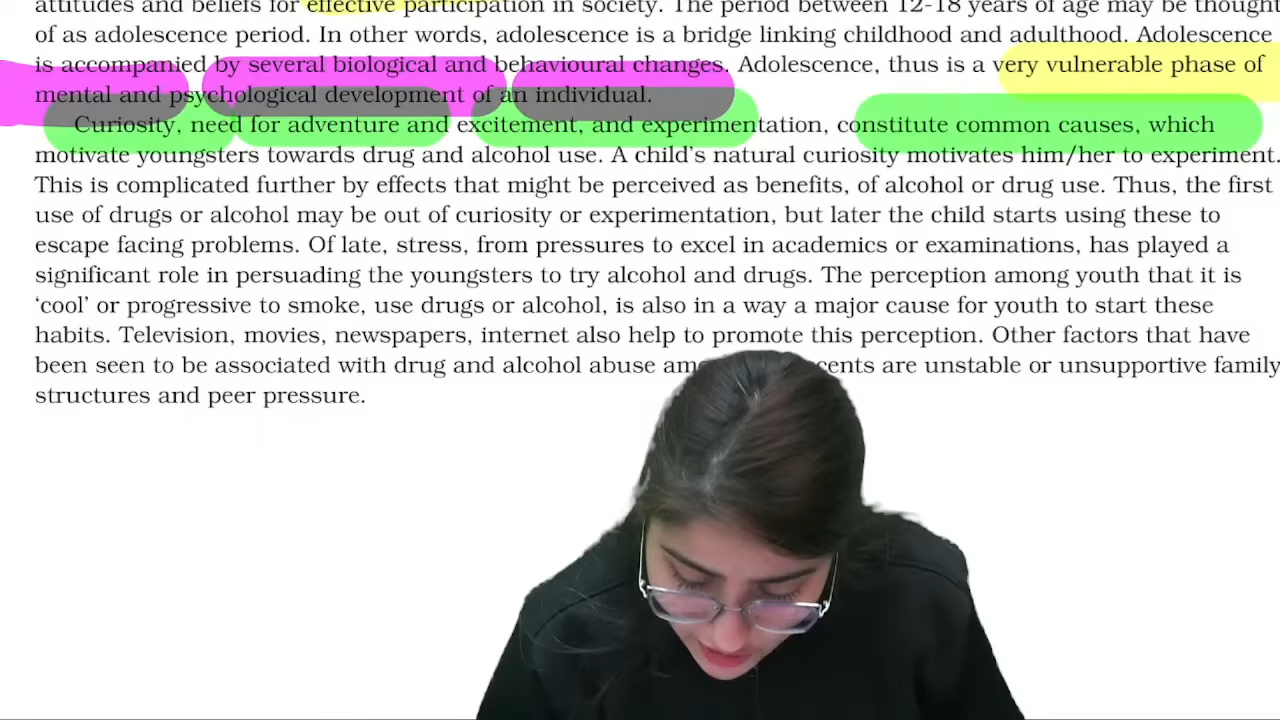 attitudes and beliefs for effective participation in society. The period between 12-18 years of age may be thought
of as adolescence period. In other words, adolescence is a bridge linking childhood and adulthood. Adolescence
is accompanied by several biological and behavioural changes. Adolescence, thus is a very vulnerable phase of
mental and psychological development of an individual.
Curiosity, need for adventure and excitement, and experimentation, constitute common causes, which
motivate youngsters towards drug and alcohol use. A child's natural curiosity motivates him/her to experiment.
This is complicated further by effects that might be perceived as benefits, of alcohol or drug use. Thus, the first
use of drugs or alcohol may be out of curiosity or experimentation, but later the child starts using these to
escape facing problems. Of late, stress, from pressures to excel in academics or examinations, has played a
significant role in persuading the youngsters to try alcohol and drugs. The perception among youth that it is
‘cool’ or progressive to smoke, use drugs or alcohol, is also in a way a major cause for youth to start these
habits. Television, movies, newspapers, internet also help to promote this perception. Other factors that have
been seen to be associated with drug and alcohol abuse are unstable or unsupportive family
structures and peer pressure.